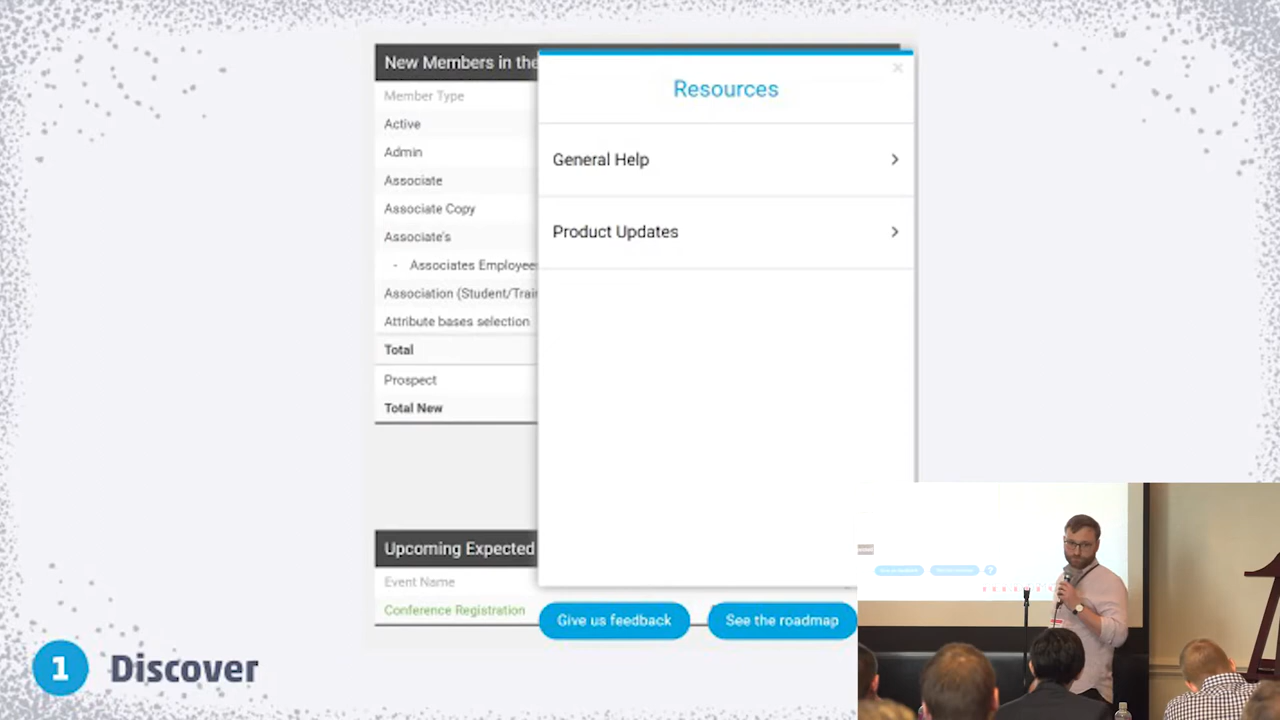 New Members in the
Member Type
Active
Admin
Associate
Associate Copy
Associate's
- Associates Employee
Association (Student/Trai
Attribute bases selection
Total
Prospect
Total New
Upcoming Expected
Event Name
Conference Registration
×
Resources
General Help
Product Updates
Give us feedback
See the roadmap
1 Discover